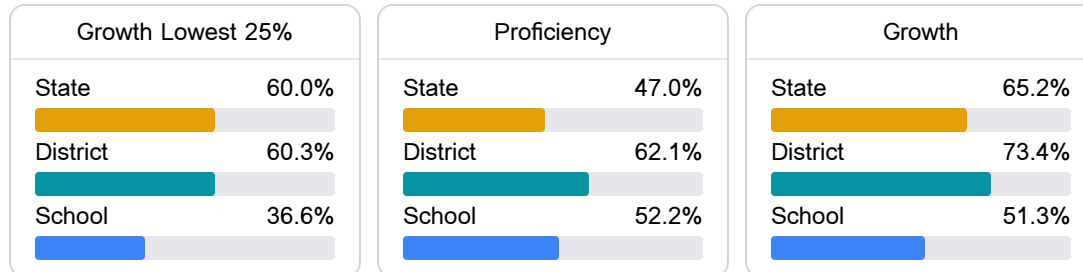 Growth Lowest 25%
State 60.0%
District 60.3%
School 36.6%
Proficiency
State 47.0%
District 62.1%
School 52.2%
Growth
State 65.2%
District 73.4%
School 51.3%